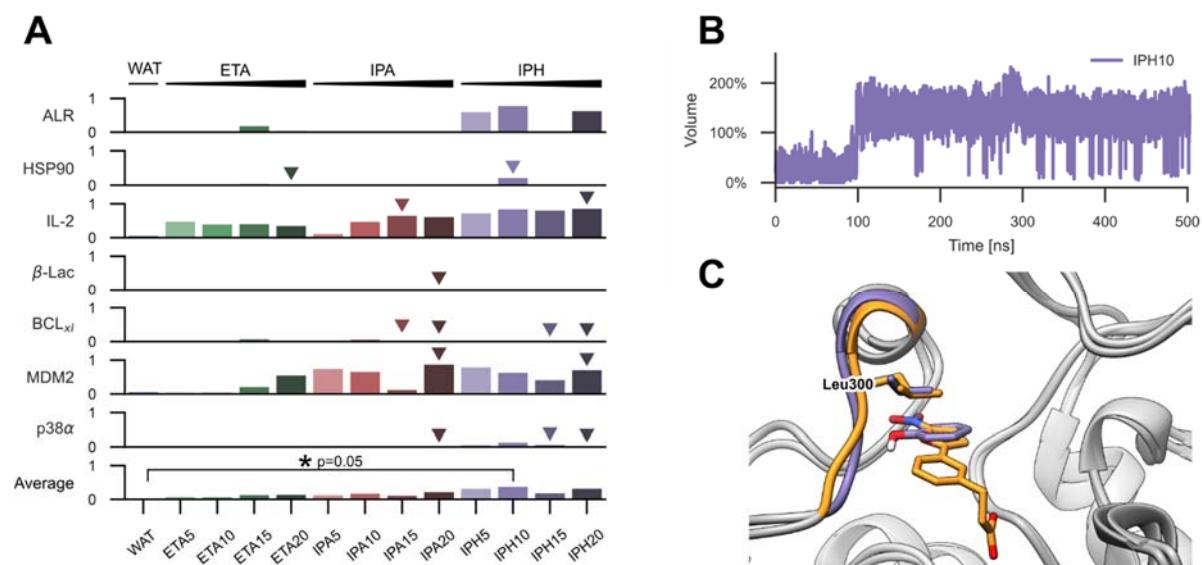 A
WAT ETA IPA IPH
ALR 1 0
HSP90 1 0
IL-2 1 0
β-Lac 1 0
BCLxl 1 0
MDM2 1 0
p38α 1 0
Average 1 0
* p=0.05
WAT ETA5 ETA10 ETA15 ETA20 IPA5 IPA10 IPA15 IPA20 IPH5 IPH10 IPH15 IPH20
B
IPH10
200%
100%
0%
Volume
0 100 200 300 400 500
Time [ns]
C
Leu300